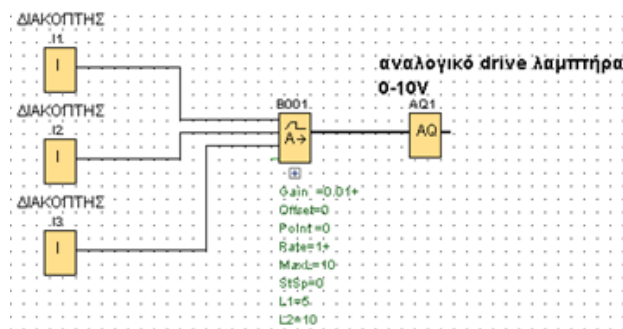 ΔΙΑΚΟΠΤΗΣ
I1
I
ΔΙΑΚΟΠΤΗΣ
I2
I
ΔΙΑΚΟΠΤΗΣ
I3
I
B001
A→
αναλογικό drive λαμπτήρα
0-10V
AQ1
AQ
Gain =0.01+
Offset=0
Point =0
Rate=1+
MaxL=10
StSp=0
L1=5
L2=10